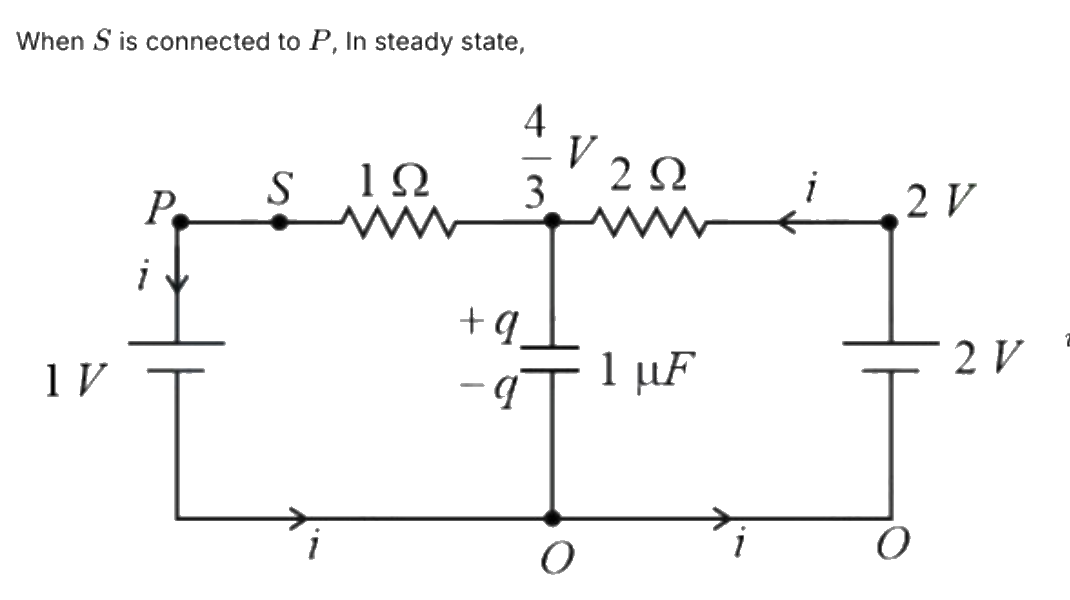 When S is connected to P, In steady state,
4/3 V
P S 1 Ω 2 Ω i 2 V
i
+q
1 V −q 1 μF 2 V
i i
O O